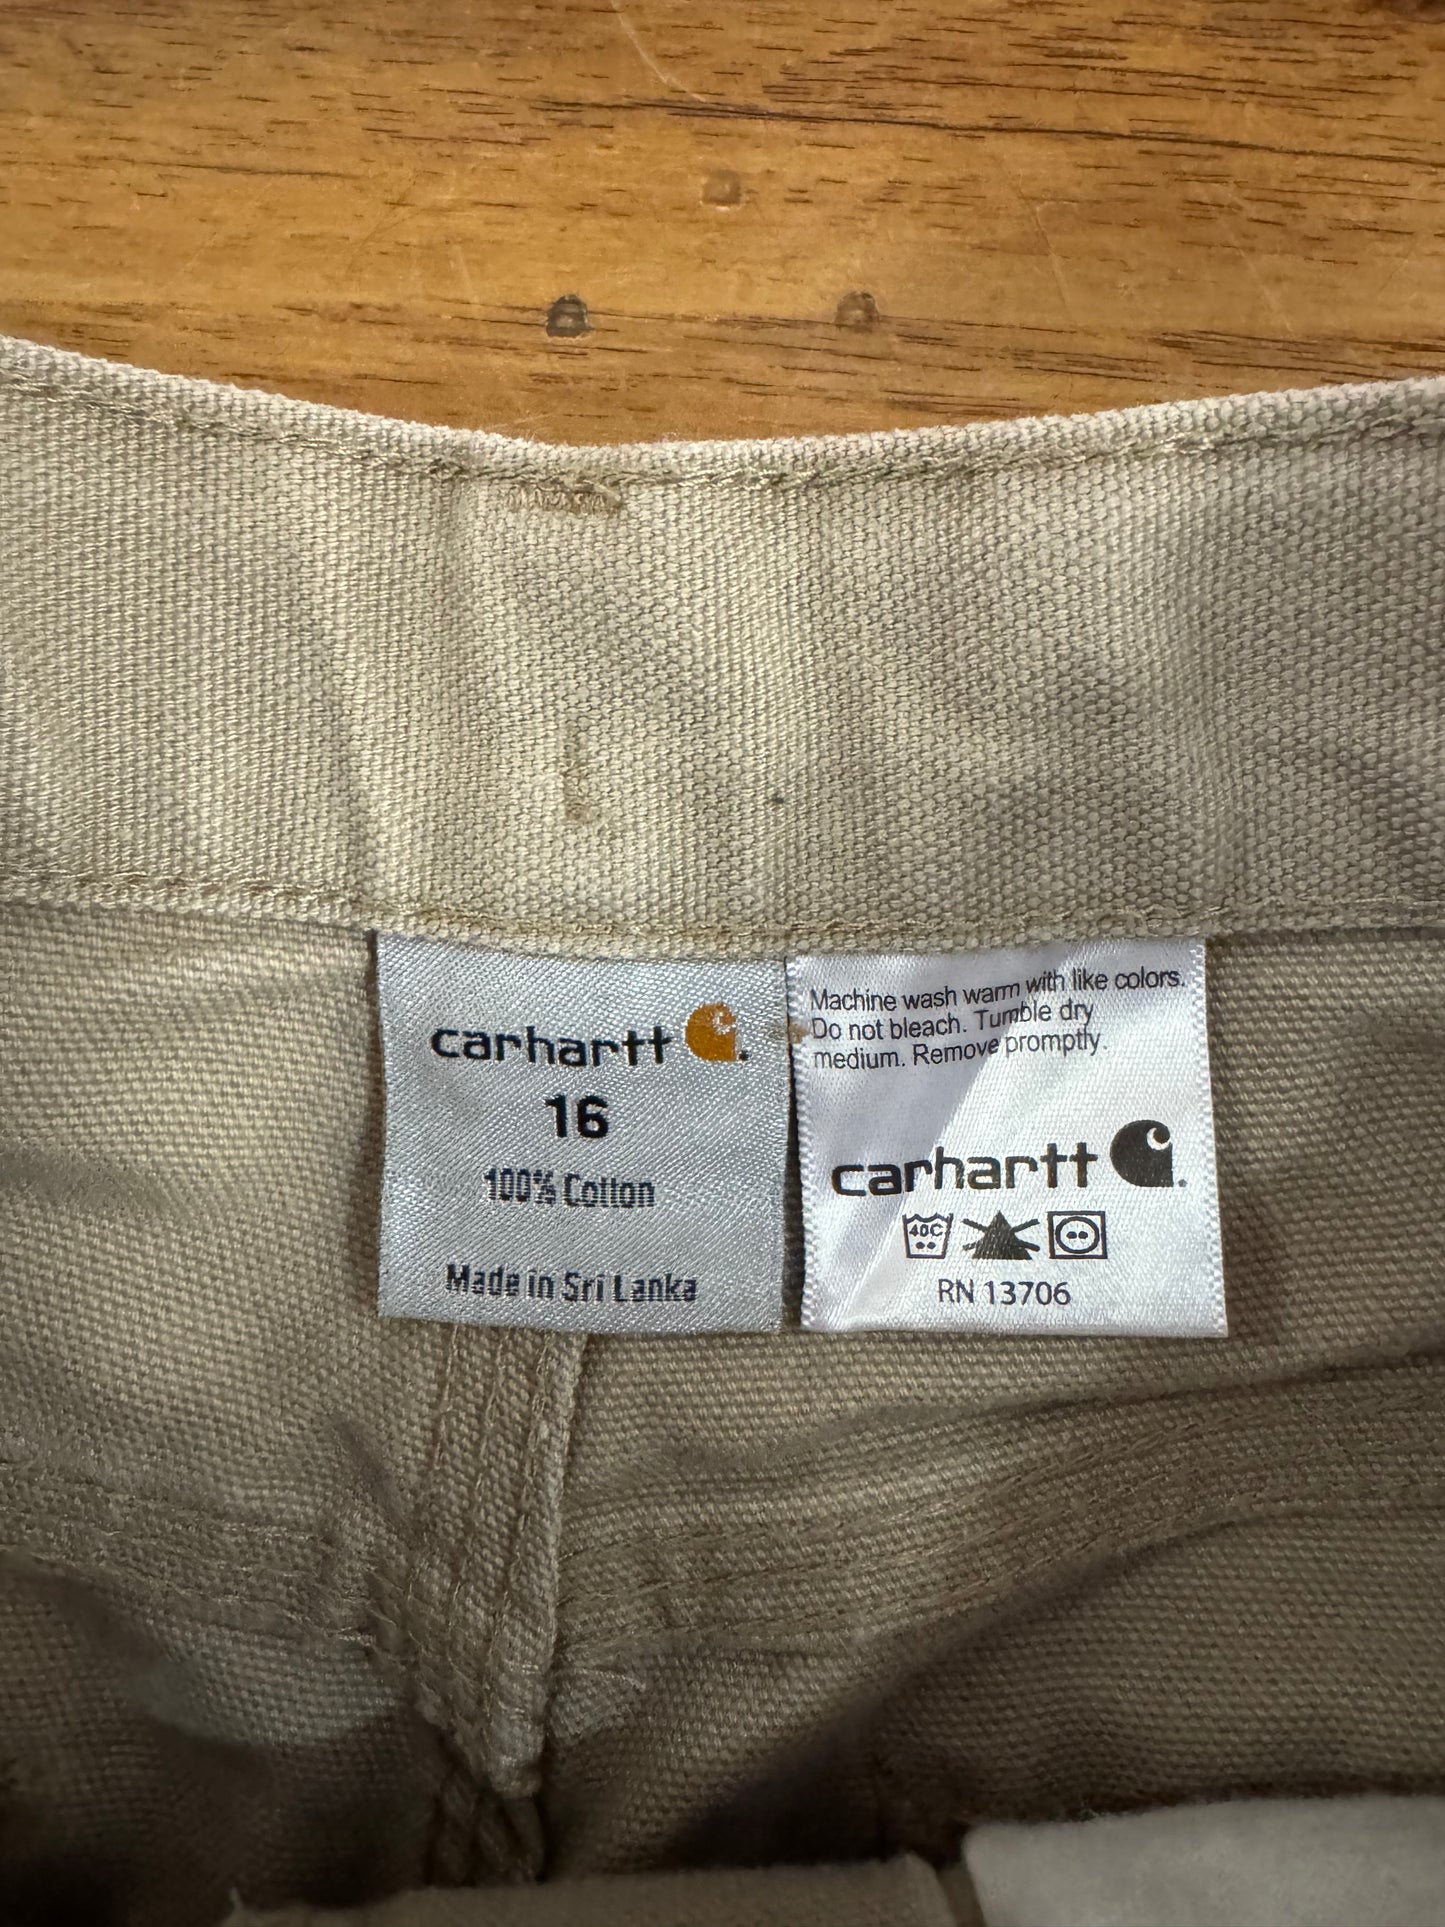 carhartt
16
100% Cotton
Made in Sri Lanka
Machine wash warm with like colors.
Do not bleach. Tumble dry
medium. Remove promptly.
carhartt
40C
RN 13706